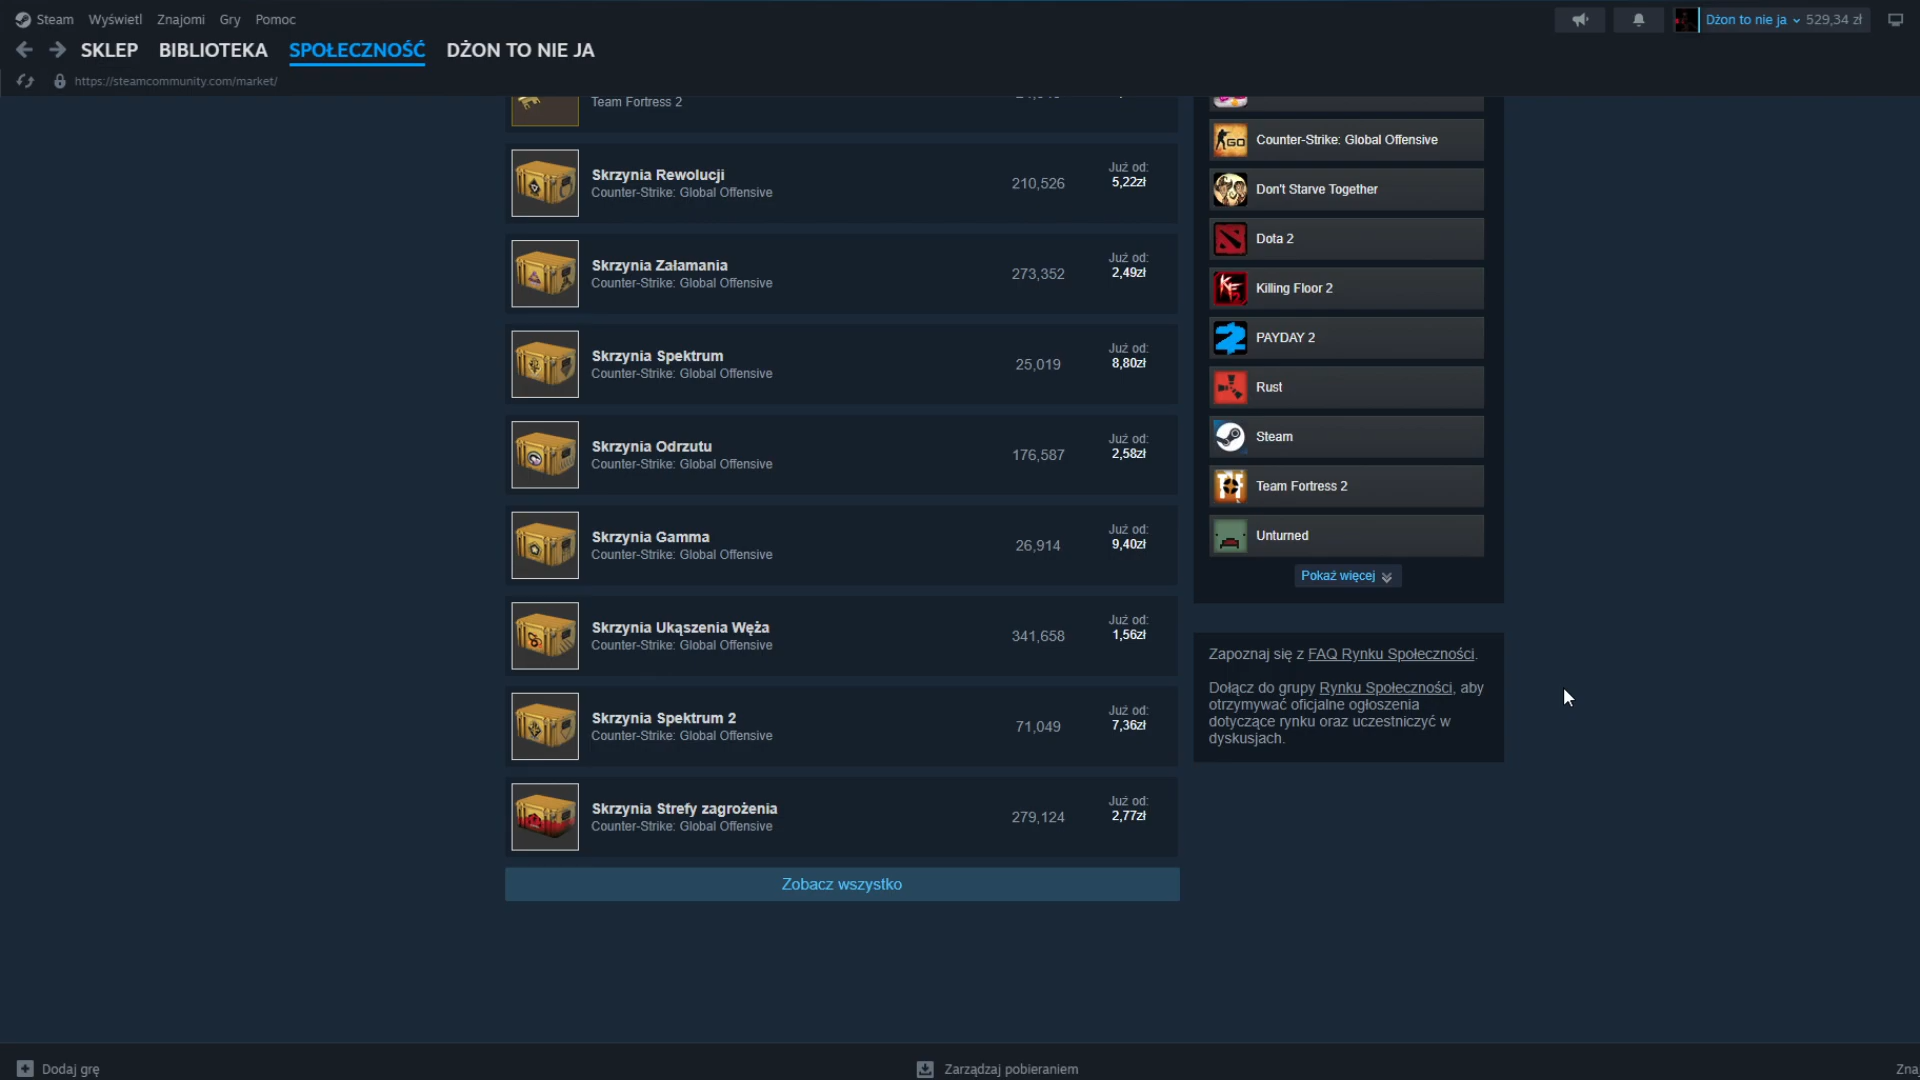 Steam Wyświetl Znajomi Gry Pomoc
Dżon to nie ja 529,34 zł
SKLEP BIBLIOTEKA SPOŁECZNOŚĆ DŻON TO NIE JA
https://steamcommunity.com/market/
Team Fortress 2
Skrzynia Rewolucji
Counter-Strike: Global Offensive
210,526
Już od:
5,22zł
Skrzynia Załamania
Counter-Strike: Global Offensive
273,352
Już od:
2,49zł
Skrzynia Spektrum
Counter-Strike: Global Offensive
25,019
Już od:
8,80zł
Skrzynia Odrzutu
Counter-Strike: Global Offensive
176,587
Już od:
2,58zł
Skrzynia Gamma
Counter-Strike: Global Offensive
26,914
Już od:
9,40zł
Skrzynia Ukąszenia Węża
Counter-Strike: Global Offensive
341,658
Już od:
1,56zł
Skrzynia Spektrum 2
Counter-Strike: Global Offensive
71,049
Już od:
7,36zł
Skrzynia Strefy zagrożenia
Counter-Strike: Global Offensive
279,124
Już od:
2,77zł
Zobacz wszystko
Counter-Strike: Global Offensive
Don't Starve Together
Dota 2
Killing Floor 2
PAYDAY 2
Rust
Steam
Team Fortress 2
Unturned
Pokaż więcej
Zapoznaj się z FAQ Rynku Społeczności.
Dołącz do grupy Rynku Społeczności, aby
otrzymywać oficjalne ogłoszenia
dotyczące rynku oraz uczestniczyć w
dyskusjach.
Dodaj grę
Zarządzaj pobieraniem